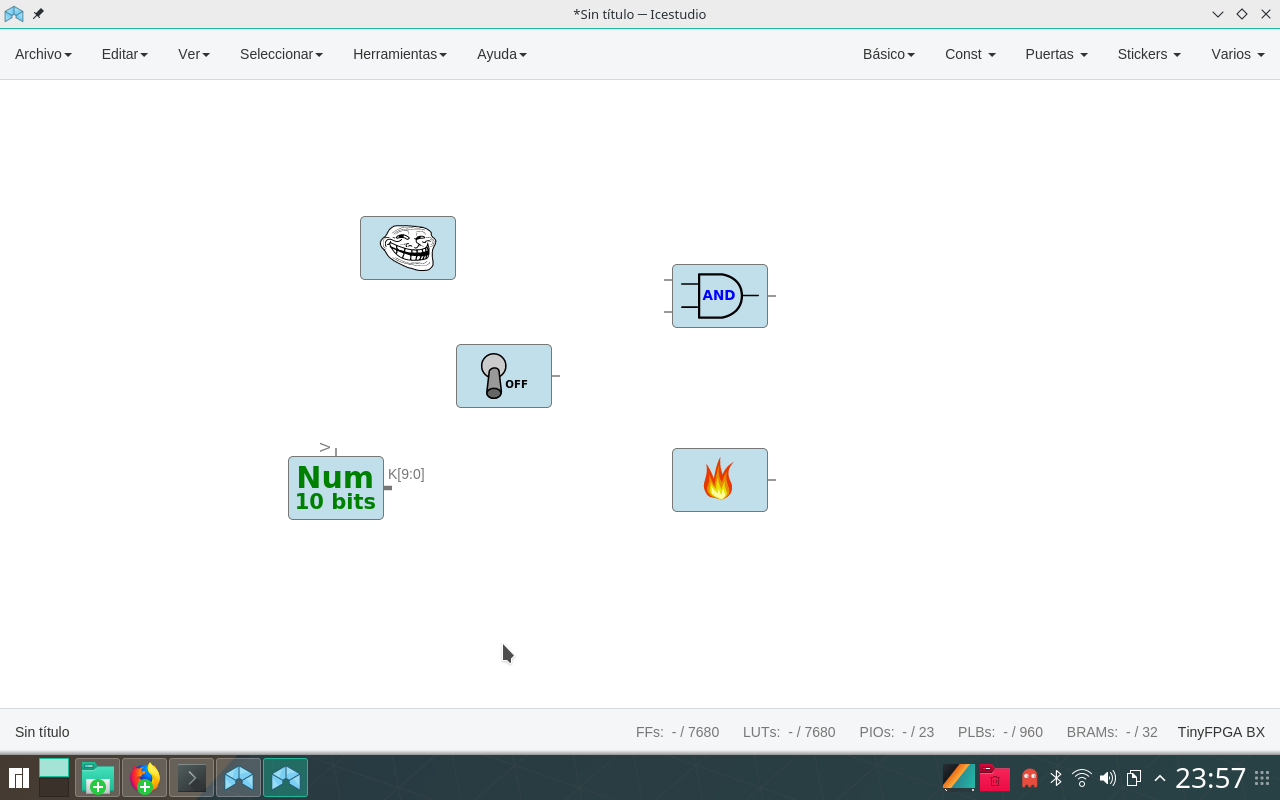 *Sin título — Icestudio
Archivo Editar Ver Seleccionar Herramientas Ayuda Básico Const Puertas Stickers Varios
AND
OFF
>
K[9:0]
Num
10 bits
Sin título FFs: - / 7680 LUTs: - / 7680 PIOs: - / 23 PLBs: - / 960 BRAMs: - / 32 TinyFPGA BX
23:57